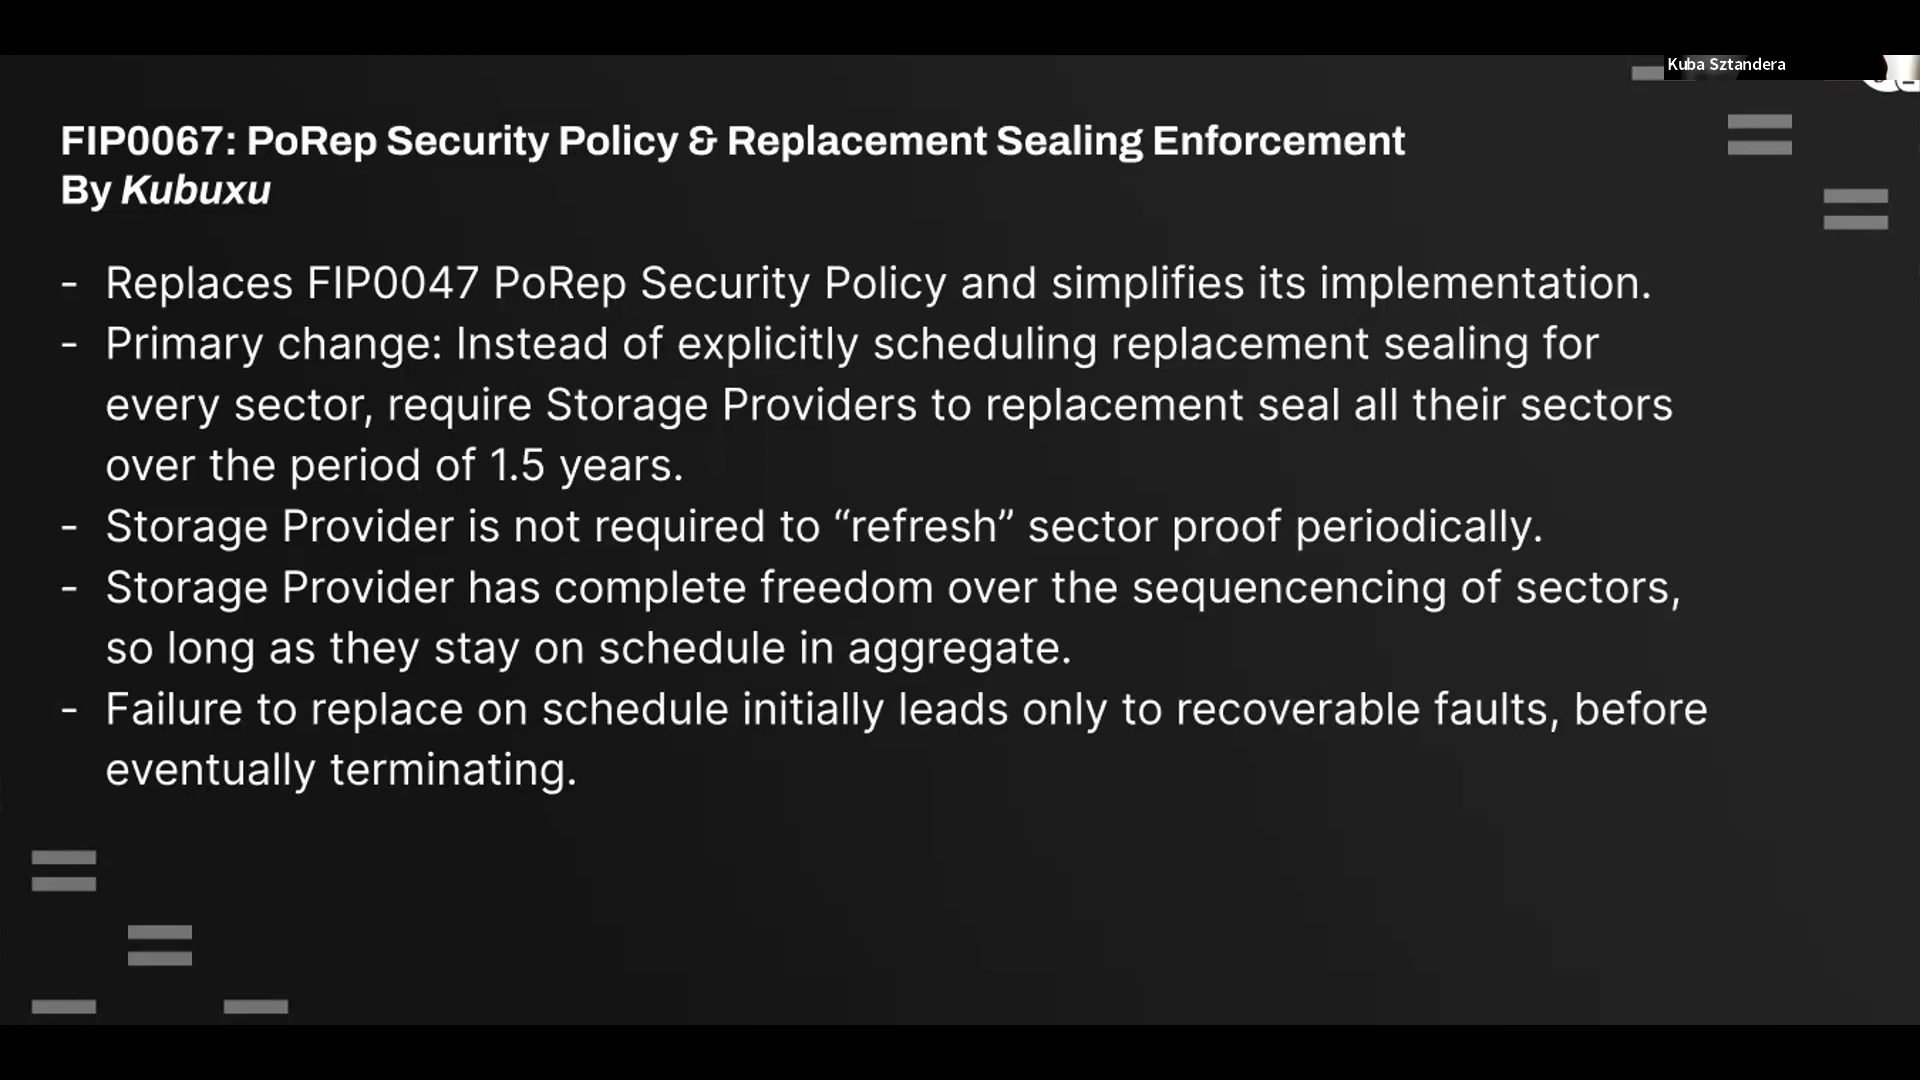 Kuba Sztandera
FIP0067: PoRep Security Policy & Replacement Sealing Enforcement
By Kubuxu
- Replaces FIP0047 PoRep Security Policy and simplifies its implementation.
- Primary change: Instead of explicitly scheduling replacement sealing for
every sector, require Storage Providers to replacement seal all their sectors
over the period of 1.5 years.
- Storage Provider is not required to “refresh” sector proof periodically.
- Storage Provider has complete freedom over the sequencencing of sectors,
so long as they stay on schedule in aggregate.
- Failure to replace on schedule initially leads only to recoverable faults, before
eventually terminating.